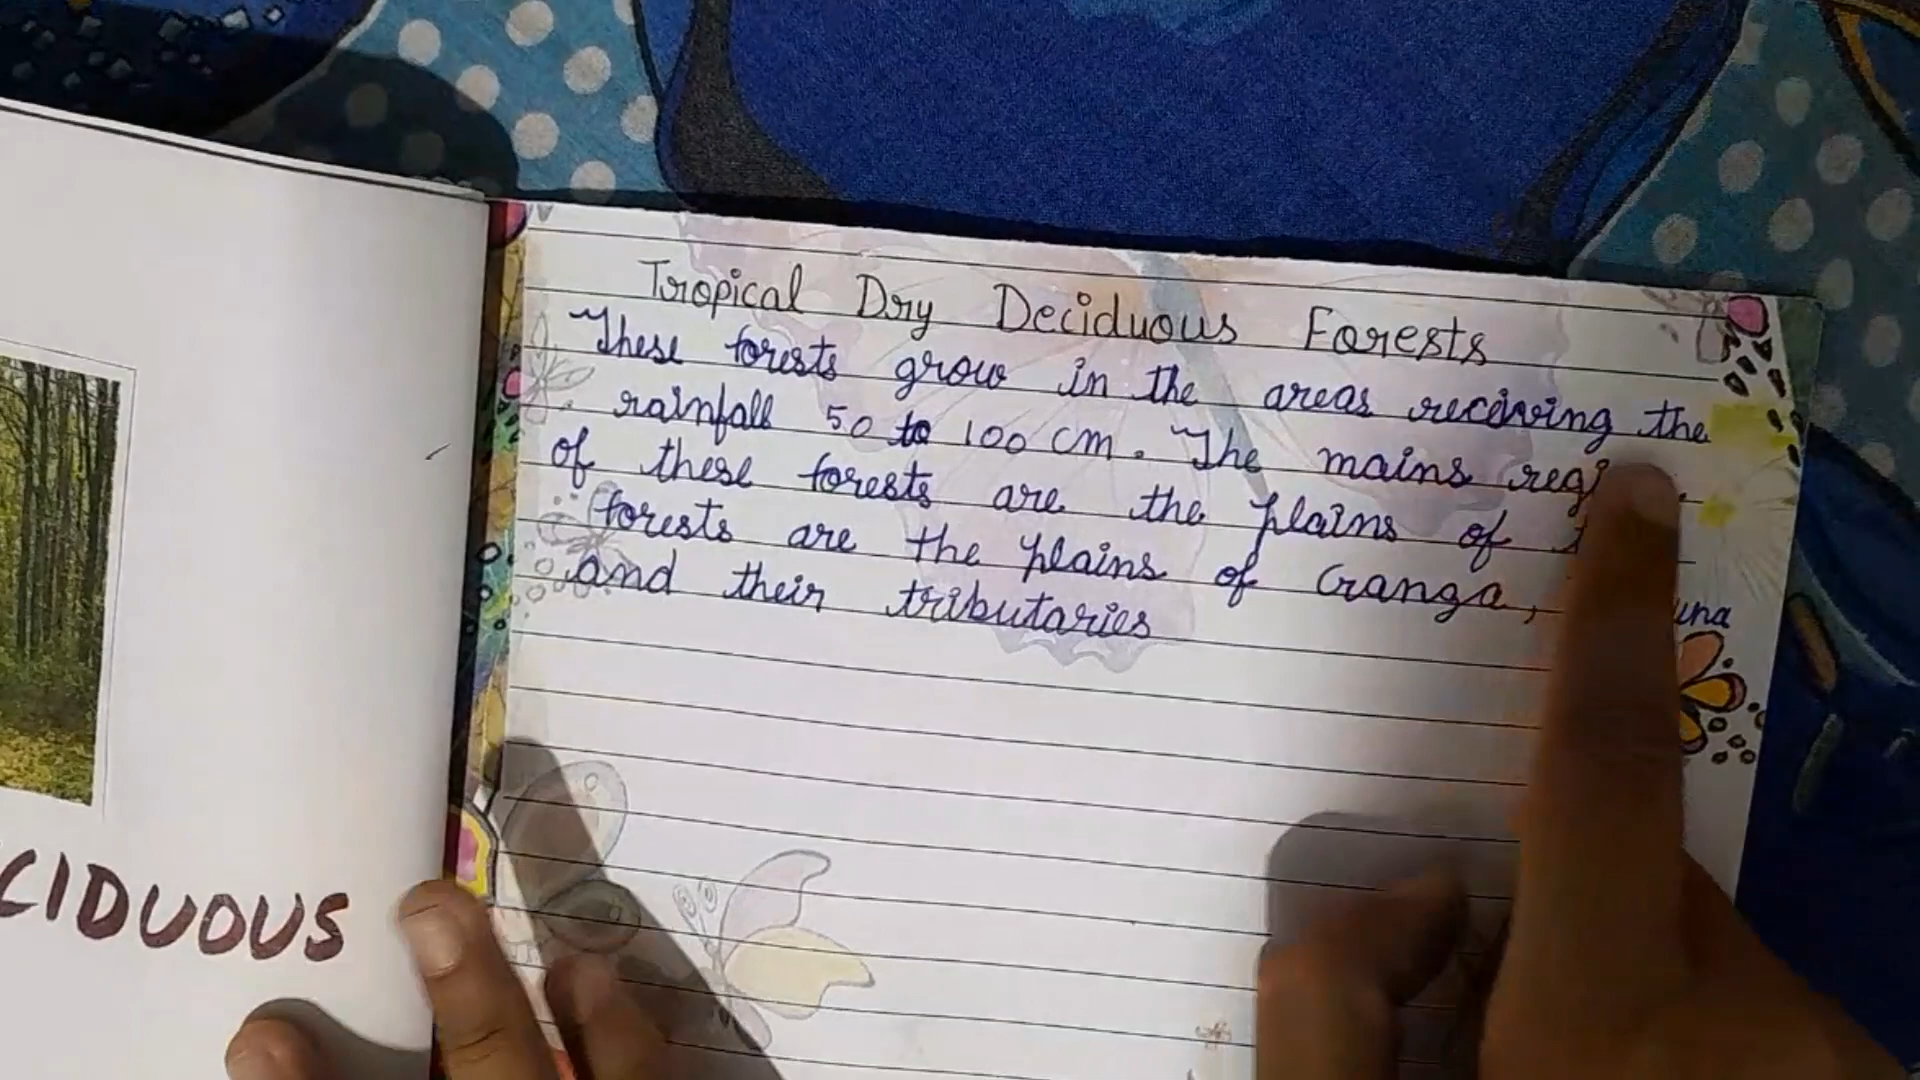 Tropical Dry Deciduous Forests
These forests grow in the areas receiving the
rainfall 50 to 100 cm. The mains
of these forests are the plains of
forests are the plains of Ganga,
and their tributaries
CIDUOUS